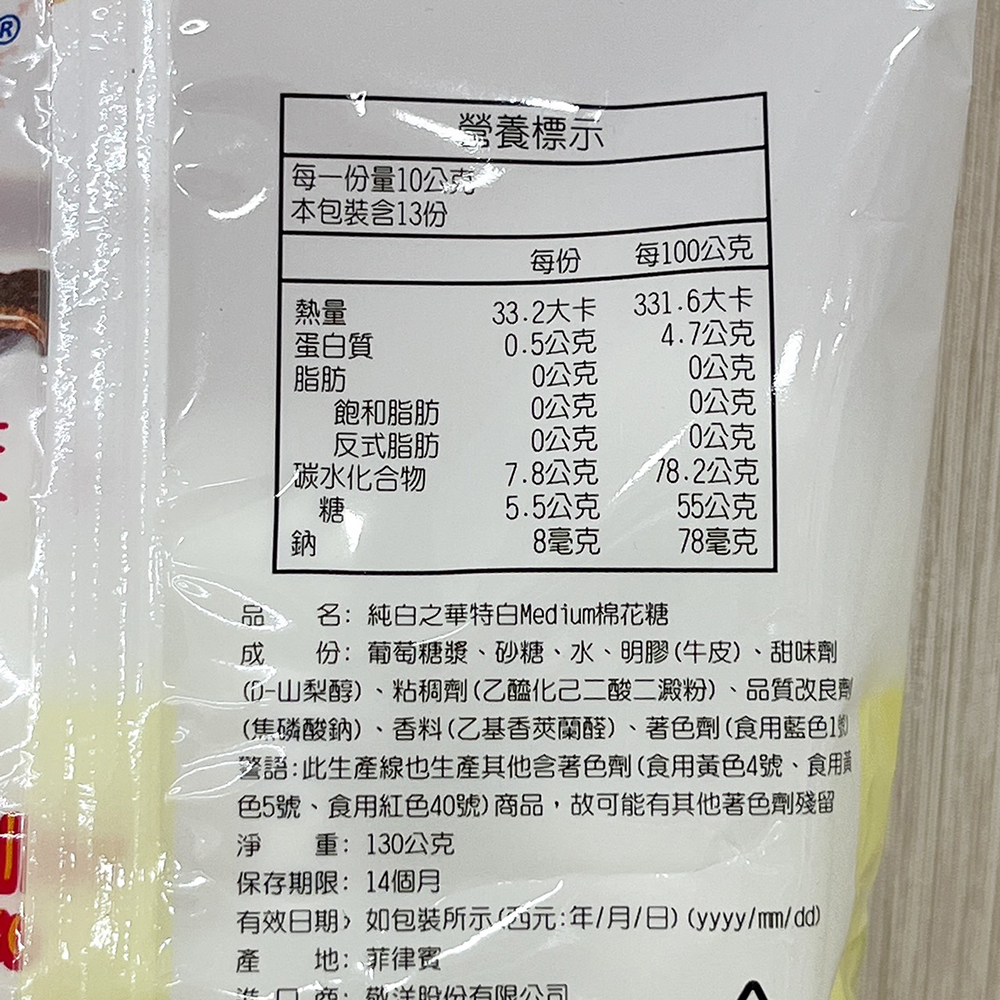 ®
營養標示
每一份量10公克
本包裝含13份
每份 每100公克
熱量 33.2大卡 331.6大卡
蛋白質 0.5公克 4.7公克
脂肪 0公克 0公克
飽和脂肪 0公克 0公克
反式脂肪 0公克 0公克
碳水化合物 7.8公克 78.2公克
糖 5.5公克 55公克
鈉 8毫克 78毫克
品 名: 純白之華特白Medium棉花糖
成 份: 葡萄糖漿、砂糖、水、明膠(牛皮)、甜味劑
(D-山梨醇)、粘稠劑(乙醯化己二酸二澱粉)、品質改良劑
(焦磷酸鈉)、香料(乙基香莢蘭醛)、著色劑(食用藍色1號)
警語:此生產線也生產其他含著色劑(食用黃色4號、食用黃
色5號、食用紅色40號)商品,故可能有其他著色劑殘留
淨 重: 130公克
保存期限: 14個月
有效日期: 如包裝所示(西元:年/月/日)(yyyy/mm/dd)
產 地: 菲律賓
進 口 商: 敬洋股份有限公司